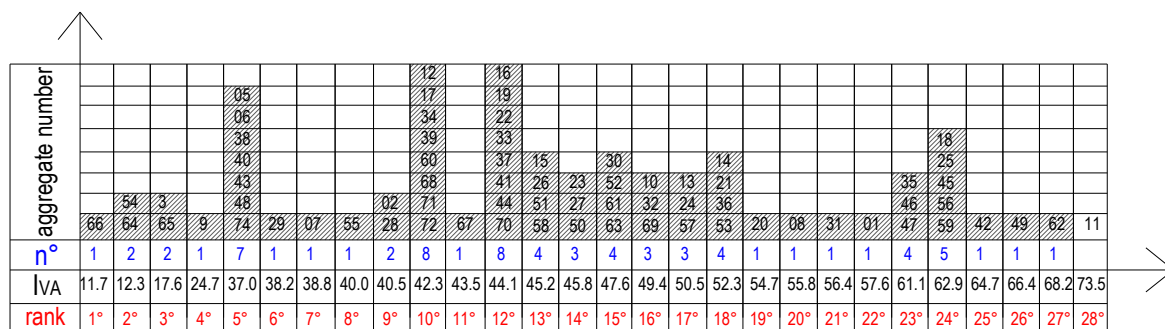 aggregate number
12 16
05 17 19
06 34 22
38 39 33 18
40 60 37 15 30 14 25
43 68 41 26 23 52 10 13 21 35 45
54 3 48 02 71 44 51 27 61 32 24 36 46 56
66 64 65 9 74 29 07 55 28 72 67 70 58 50 63 69 57 53 20 08 31 01 47 59 42 49 62 11
n° 1 2 2 1 7 1 1 1 2 8 1 8 4 3 4 3 3 4 1 1 1 1 4 5 1 1 1
IVA 11.7 12.3 17.6 24.7 37.0 38.2 38.8 40.0 40.5 42.3 43.5 44.1 45.2 45.8 47.6 49.4 50.5 52.3 54.7 55.8 56.4 57.6 61.1 62.9 64.7 66.4 68.2 73.5
rank 1° 2° 3° 4° 5° 6° 7° 8° 9° 10° 11° 12° 13° 14° 15° 16° 17° 18° 19° 20° 21° 22° 23° 24° 25° 26° 27° 28°